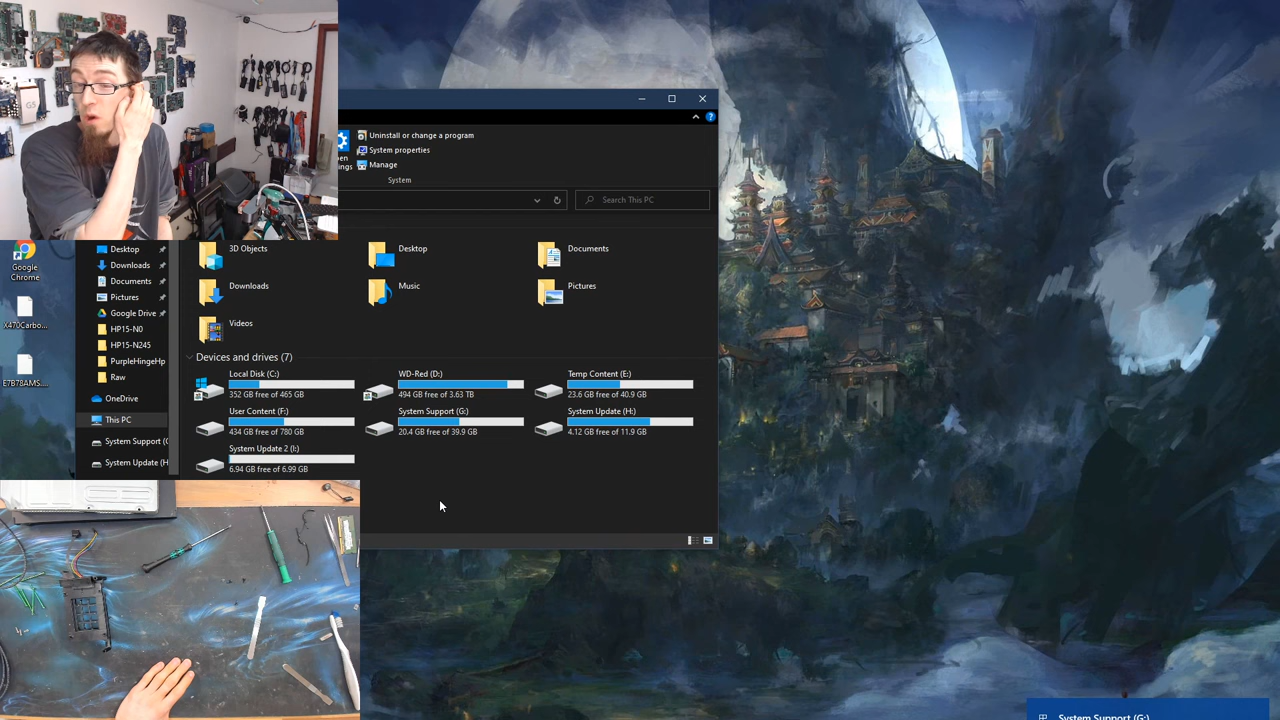 G5
Uninstall or change a program
System properties
Manage
System
Search This PC
Google
Chrome
X470Carbo...
E7B78AMS....
Desktop
Downloads
Documents
Pictures
Google Drive
HP15-N0
HP15-N245
PurpleHingeHp
Raw
OneDrive
This PC
System Support (G
System Update (H
3D Objects
Desktop
Documents
Downloads
Music
Pictures
Videos
Devices and drives (7)
Local Disk (C:)
352 GB free of 465 GB
WD-Red (D:)
494 GB free of 3.63 TB
Temp Content (E:)
23.6 GB free of 40.9 GB
User Content (F:)
434 GB free of 780 GB
System Support (G:)
20.4 GB free of 39.9 GB
System Update (H:)
4.12 GB free of 11.9 GB
System Update 2 (I:)
6.94 GB free of 6.99 GB
System Support (G:)